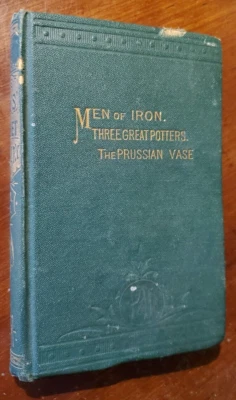 MEN OF IRON.
THREE GREAT POTTERS.
THE PRUSSIAN VASE